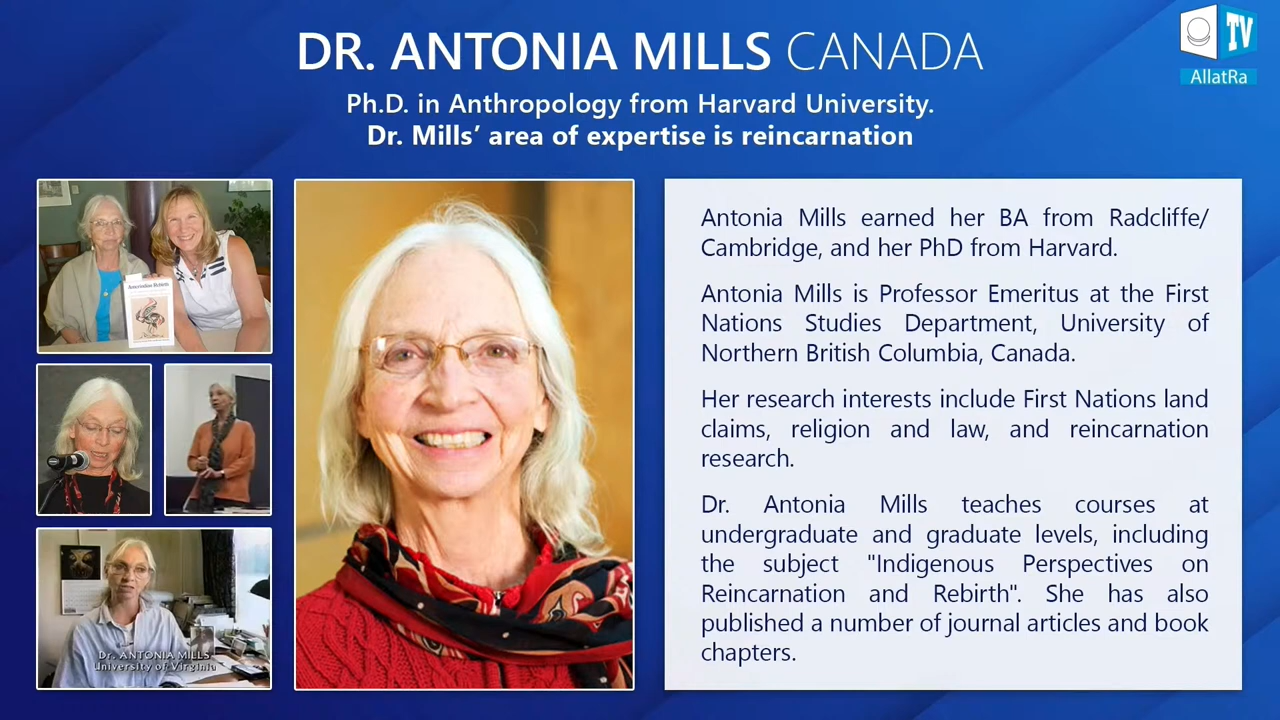 DR. ANTONIA MILLS CANADA
Ph.D. in Anthropology from Harvard University.
Dr. Mills’ area of expertise is reincarnation
TV
AllatRa
Antonia Mills earned her BA from Radcliffe/
Cambridge, and her PhD from Harvard.
Antonia Mills is Professor Emeritus at the First
Nations Studies Department, University of
Northern British Columbia, Canada.
Her research interests include First Nations land
claims, religion and law, and reincarnation
research.
Dr. Antonia Mills teaches courses at
undergraduate and graduate levels, including
the subject "Indigenous Perspectives on
Reincarnation and Rebirth". She has also
published a number of journal articles and book
chapters.
Amerindian Rebirth
Dr. ANTONIA MILLS
University of Virginia